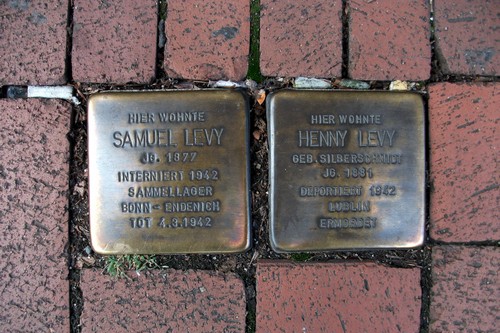 HIER WOHNTE
SAMUEL LEVY
JG. 1877
INTERNIERT 1942
SAMMELLAGER
BONN-ENDENICH
TOT 4.3.1942
HIER WOHNTE
HENNY LEVY
GEB. SILBERSCHMIDT
JG. 1881
DEPORTIERT 1942
LUBLIN
ERMORDET